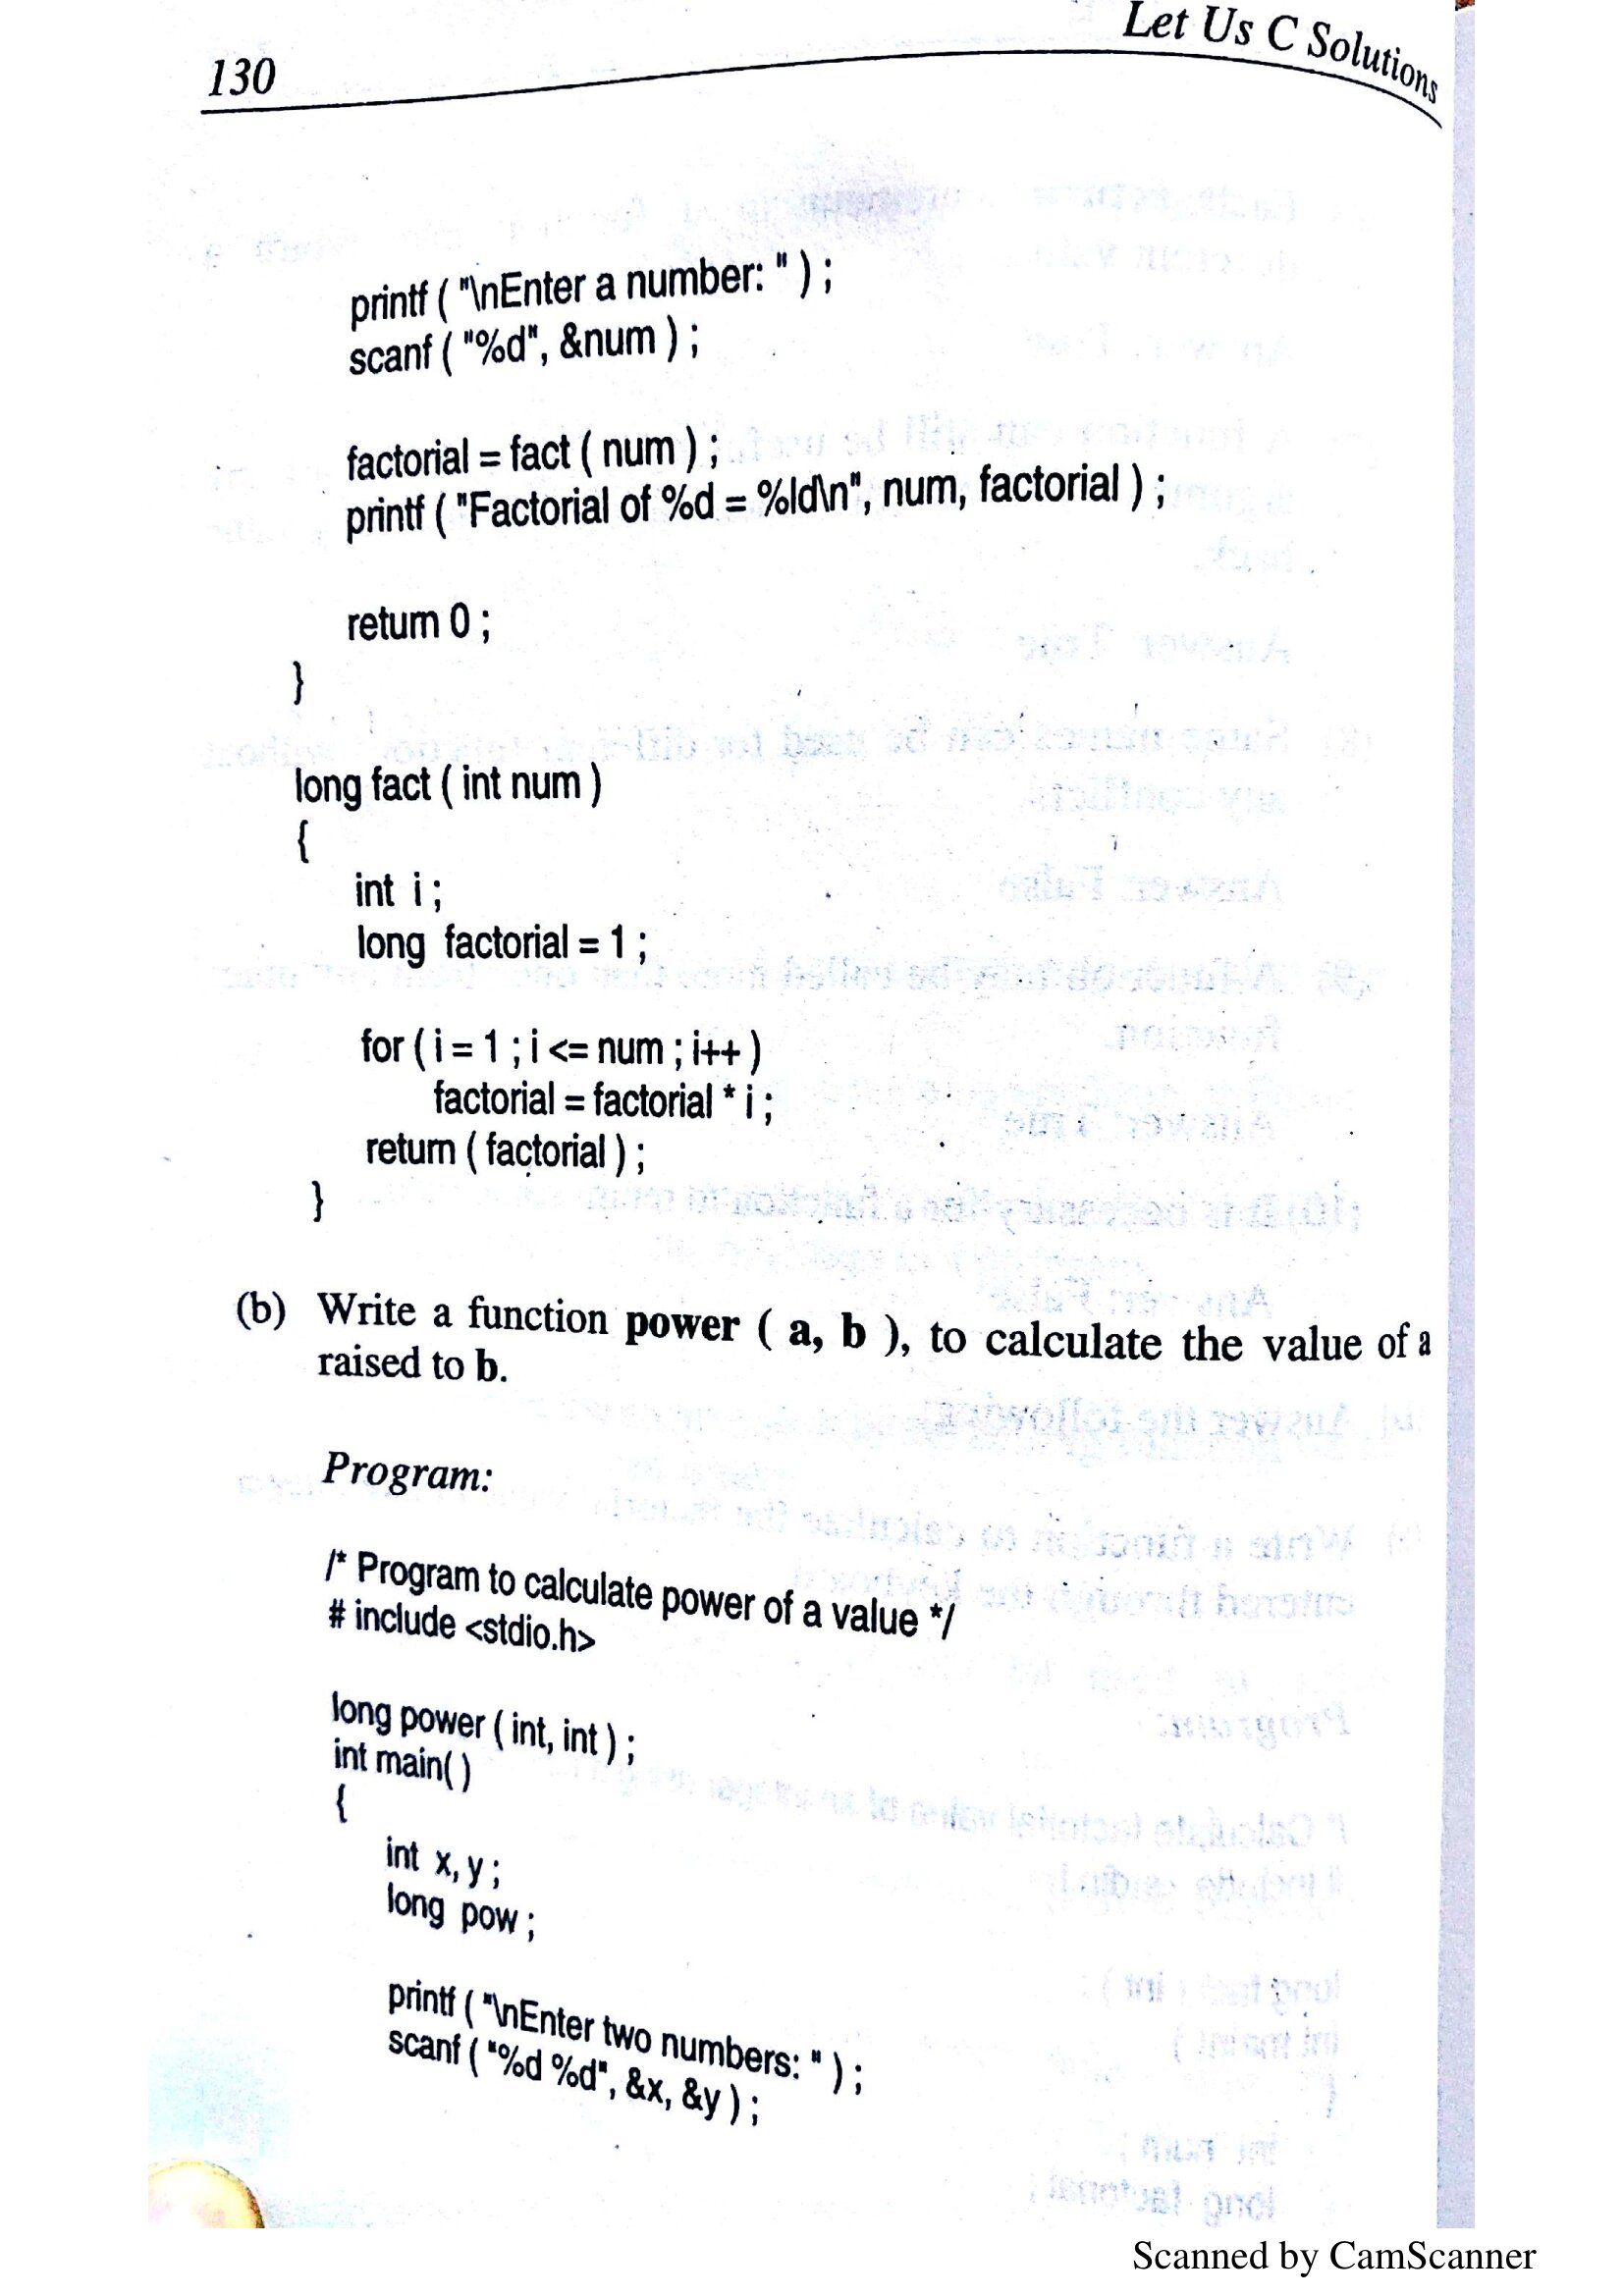 130
Let Us C Solutions
printf ( "\nEnter a number: " ) ;
scanf ( "%d", &num ) ;
factorial = fact ( num ) ;
printf ( "Factorial of %d = %ld\n", num, factorial ) ;
return 0 ;
}
long fact ( int num )
{
int i ;
long factorial = 1 ;
for ( i = 1 ; i <= num ; i++ )
factorial = factorial * i ;
return ( factorial ) ;
}
(b) Write a function power ( a, b ), to calculate the value of a
raised to b.
Program:
/* Program to calculate power of a value */
# include <stdio.h>
long power ( int, int ) ;
int main( )
{
int x, y ;
long pow ;
printf ( "\nEnter two numbers: " ) ;
scanf ( "%d %d", &x, &y ) ;
Scanned by CamScanner